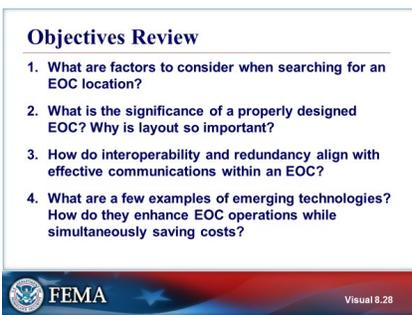 Objectives Review
1. What are factors to consider when searching for an
EOC location?
2. What is the significance of a properly designed
EOC? Why is layout so important?
3. How do interoperability and redundancy align with
effective communications within an EOC?
4. What are a few examples of emerging technologies?
How do they enhance EOC operations while
simultaneously saving costs?
FEMA
Visual 8.28